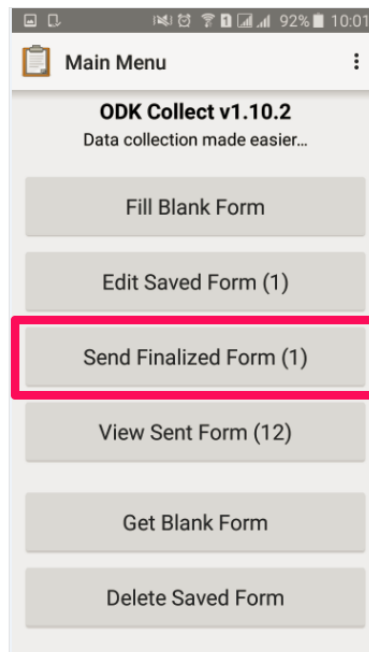 92% 10:01
Main Menu
ODK Collect v1.10.2
Data collection made easier...
Fill Blank Form
Edit Saved Form (1)
Send Finalized Form (1)
View Sent Form (12)
Get Blank Form
Delete Saved Form